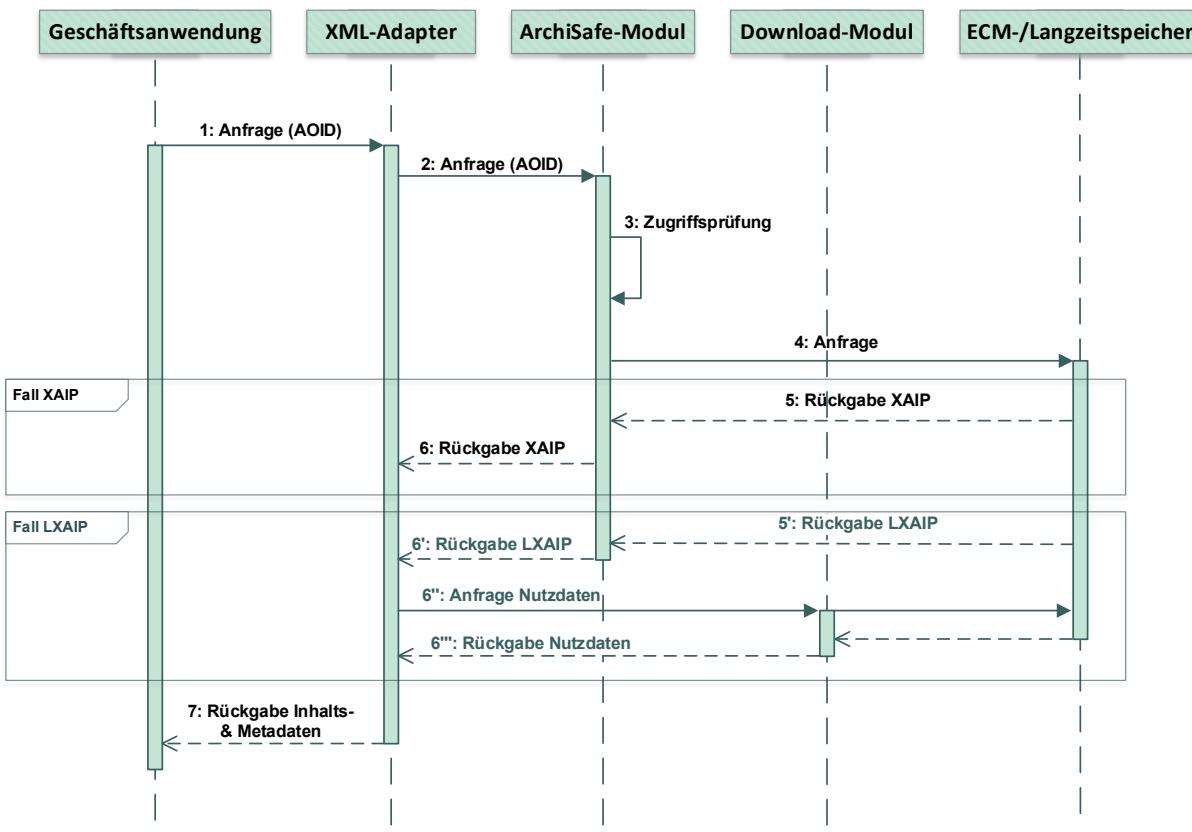 Geschäftsanwendung
XML-Adapter
ArchiSafe-Modul
Download-Modul
ECM-/Langzeitspeicher
1: Anfrage (AOID)
2: Anfrage (AOID)
3: Zugriffsprüfung
4: Anfrage
Fall XAIP
5: Rückgabe XAIP
6: Rückgabe XAIP
Fall LXAIP
5': Rückgabe LXAIP
6': Rückgabe LXAIP
6'': Anfrage Nutzdaten
6''': Rückgabe Nutzdaten
7: Rückgabe Inhalts-
& Metadaten